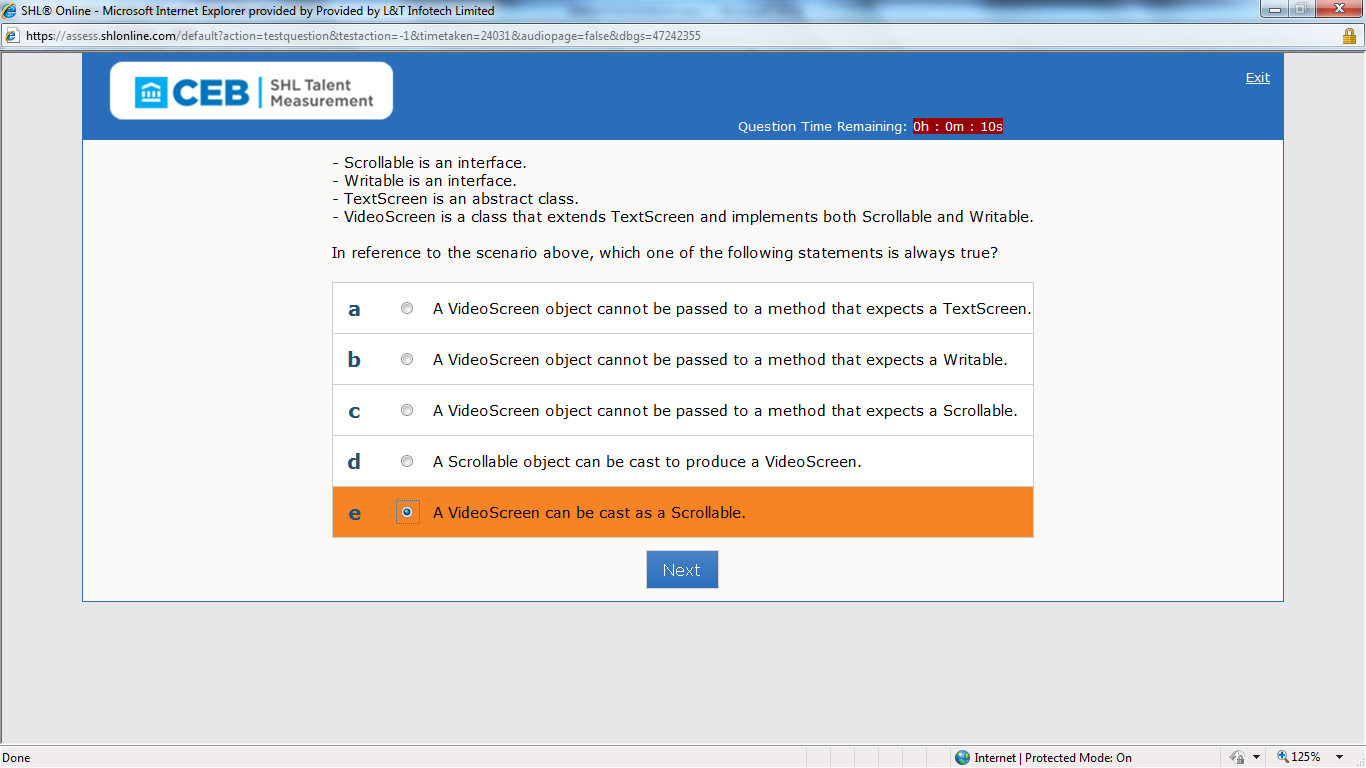 SHL® Online - Microsoft Internet Explorer provided by Provided by L&T Infotech Limited
https://assess.shlonline.com/default?action=testquestion&testaction=-1&timetaken=24031&audiopage=false&dbgs=47242355
CEB SHL Talent
Measurement
Exit
Question Time Remaining: 0h : 0m : 10s
- Scrollable is an interface.
- Writable is an interface.
- TextScreen is an abstract class.
- VideoScreen is a class that extends TextScreen and implements both Scrollable and Writable.
In reference to the scenario above, which one of the following statements is always true?
a A VideoScreen object cannot be passed to a method that expects a TextScreen.
b A VideoScreen object cannot be passed to a method that expects a Writable.
c A VideoScreen object cannot be passed to a method that expects a Scrollable.
d A Scrollable object can be cast to produce a VideoScreen.
e A VideoScreen can be cast as a Scrollable.
Next
Done
Internet | Protected Mode: On
125%